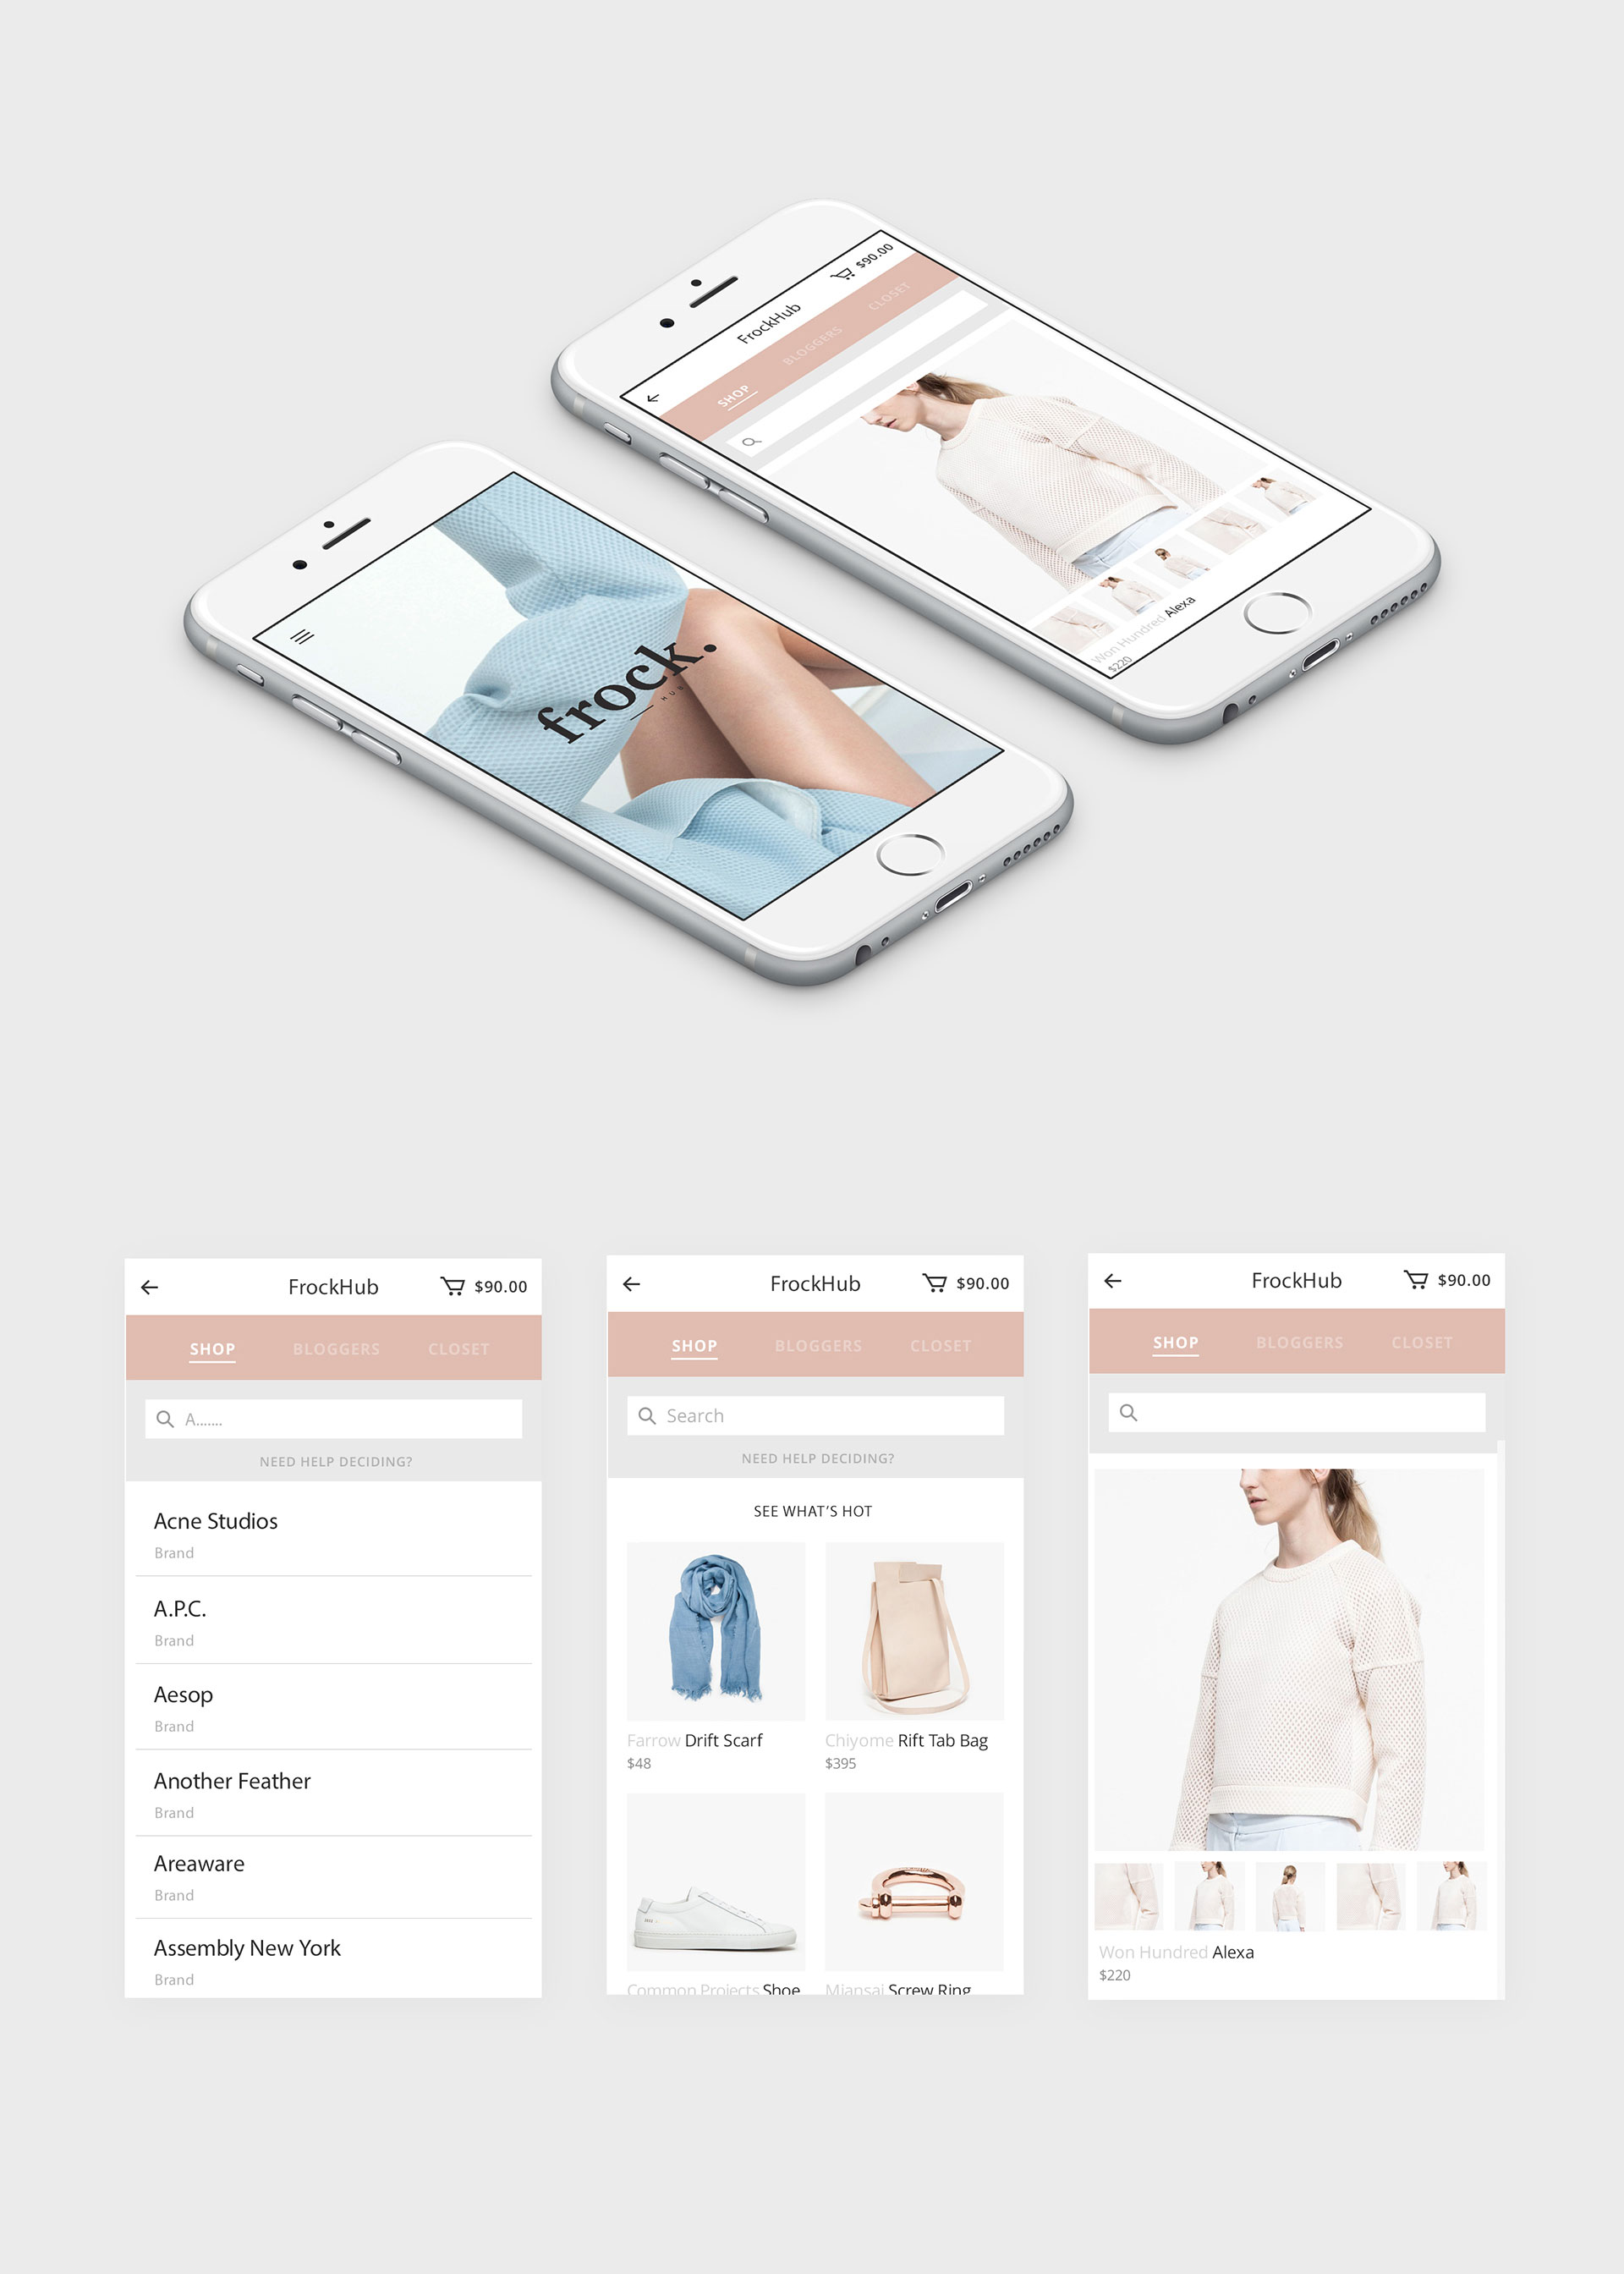 $90.00
FrockHub
SHOP BLOGGERS CLOSET
Won Hundred Alexa
$220
frock.
HUB
FrockHub $90.00
SHOP BLOGGERS CLOSET
A.......
NEED HELP DECIDING?
Acne Studios
Brand
A.P.C.
Brand
Aesop
Brand
Another Feather
Brand
Areaware
Brand
Assembly New York
Brand
FrockHub $90.00
SHOP BLOGGERS CLOSET
Search
NEED HELP DECIDING?
SEE WHAT’S HOT
Farrow Drift Scarf
$48
Chiyome Rift Tab Bag
$395
Common Projects Shoe
Miansai Screw Ring
FrockHub $90.00
SHOP BLOGGERS CLOSET
Won Hundred Alexa
$220